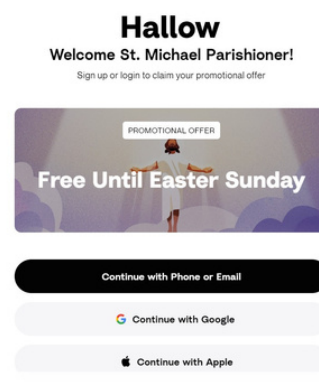 Hallow
Welcome St. Michael Parishioner!
Sign up or login to claim your promotional offer
PROMOTIONAL OFFER
Free Until Easter Sunday
Continue with Phone or Email
Continue with Google
Continue with Apple